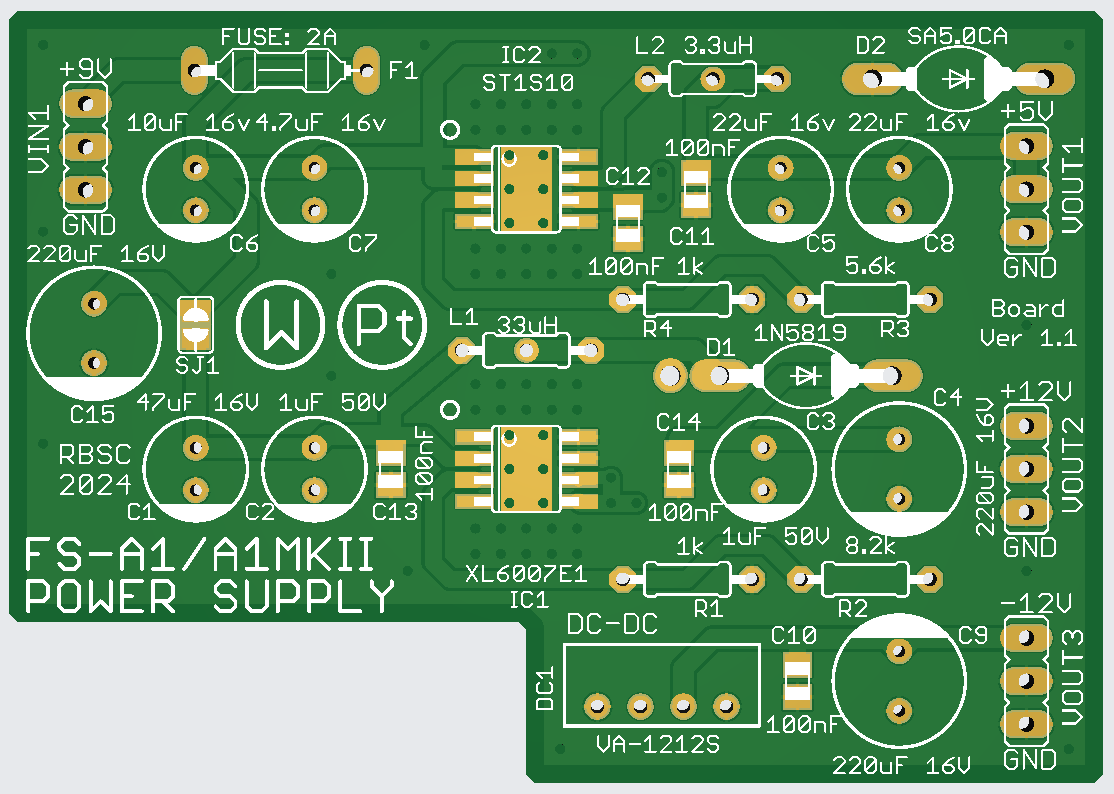 FUSE: 2A
F1
IC2
ST1S10
L2 3.3uH
D2
SA5.0CA
+9V
VIN1
GND
10uF 16v
4.7uF 16v
C6
C7
100nF
C12
C11
100nF
22uF 16v
22uF 16v
C5
C8
+5V
VOUT1
GND
220uF 16V
C15
SJ1
W
Pt
L1
33uH
1k
R4
5.6k
R3
Board
Ver 1.1
D1
1N5819
47uF 16V
1uF 50V
C1
C2
C13
100nF
RBSC
2024
C14
100nF
C3
1uF 50V
C4
220uF 16V
+12V
VOUT2
GND
FS-A1/A1MKII
POWER SUPPLY
XL6007E1
IC1
1k
R1
8.2k
R2
DC-DC
DC1
VA-1212S
C10
100nF
C9
220uF 16V
-12V
VOUT3
GND